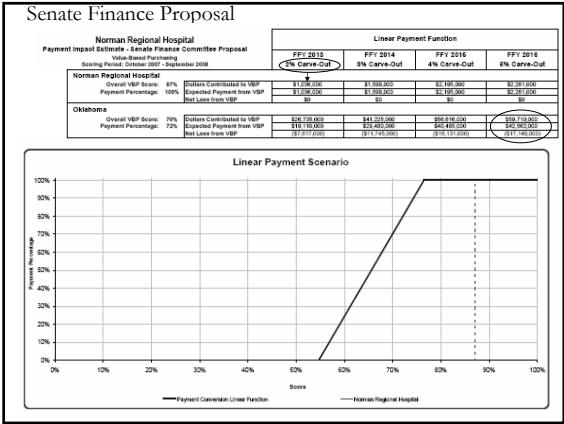 Senate Finance Proposal
Norman Regional Hospital
Payment Impact Estimate - Senate Finance Committee Proposal
Value-Based Purchasing
Scoring Period: October 2007 - September 2008
Linear Payment Function
FFY 2013 FFY 2014 FFY 2015 FFY 2016
2% Carve-Out 3% Carve-Out 4% Carve-Out 5% Carve-Out
Norman Regional Hospital
Overall VBP Score: 87% Dollars Contributed to VBP $1,036,000 $1,598,000 $2,195,000 $2,281,000
Payment Percentage: 100% Expected Payment from VBP $1,036,000 $1,598,000 $2,195,000 $2,281,000
Net Loss from VBP $0 $0 $0 $0
Oklahoma
Overall VBP Score: 70% Dollars Contributed to VBP $26,735,000 $41,225,000 $56,616,000 $59,710,000
Payment Percentage: 72% Expected Payment from VBP $19,118,000 $29,480,000 $40,485,000 $42,562,000
Net Loss from VBP ($7,617,000) ($11,745,000) ($16,131,000) ($17,148,000)
Linear Payment Scenario
100%
90%
80%
70%
60%
50%
40%
30%
20%
10%
0%
Payment Percentage
0% 10% 20% 30% 40% 50% 60% 70% 80% 90% 100%
Score
Payment Conversion Linear Function Norman Regional Hospital